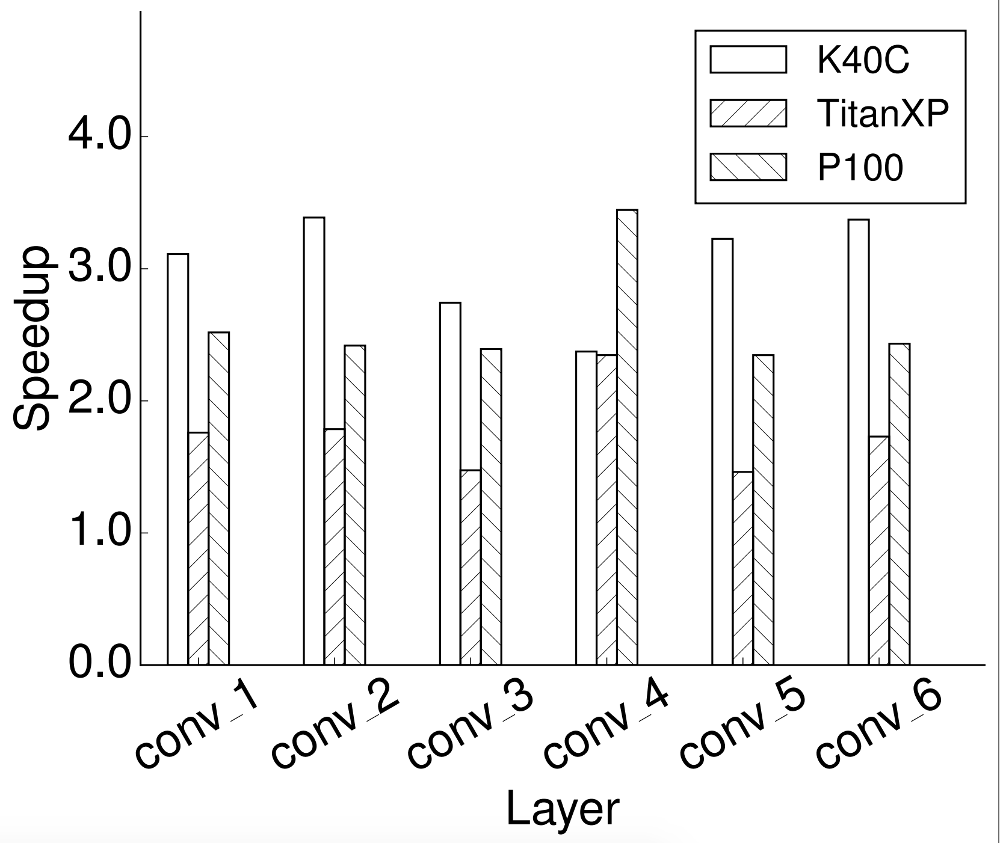 K40C
TitanXP
P100
Speedup
4.0
3.0
2.0
1.0
0.0
conv_1
conv_2
conv_3
conv_4
conv_5
conv_6
Layer